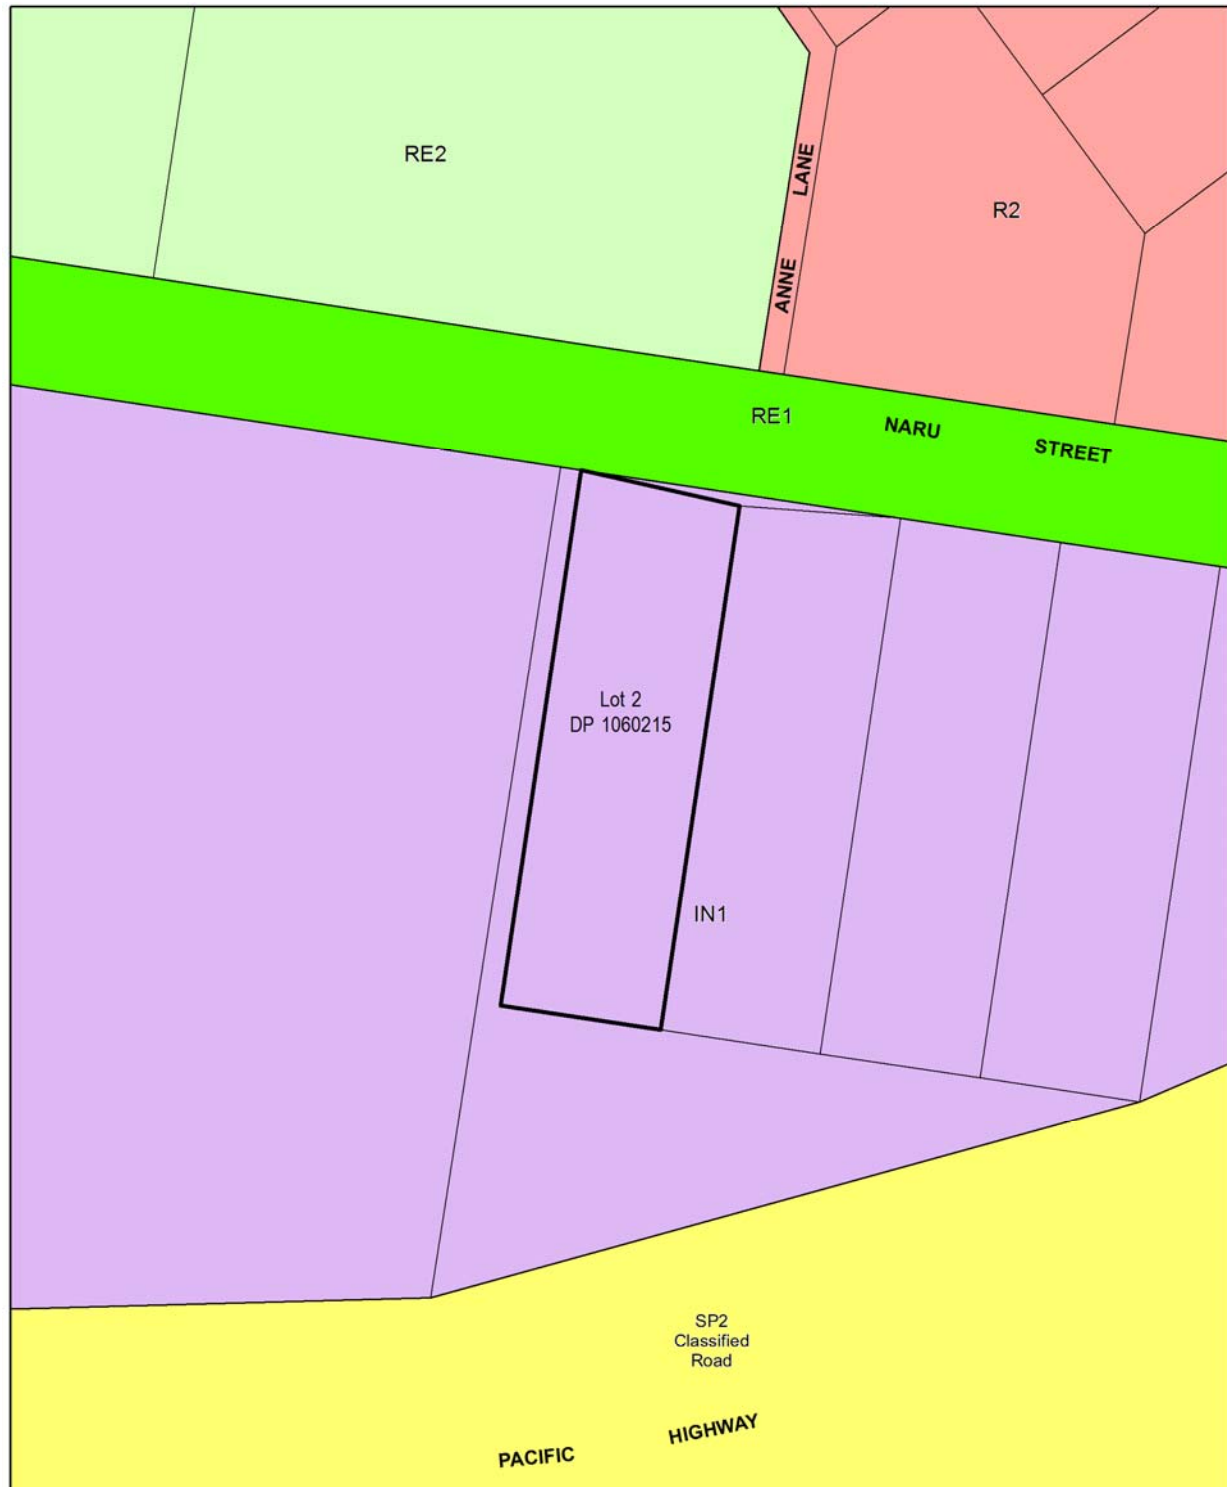 RE2
ANNE LANE
R2
RE1
NARU STREET
Lot 2
DP 1060215
IN1
SP2
Classified
Road
PACIFIC HIGHWAY